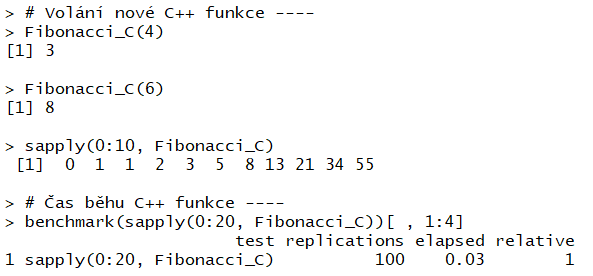 > # Volání nové C++ funkce ----
> Fibonacci_C(4)
[1] 3
> Fibonacci_C(6)
[1] 8
> sapply(0:10, Fibonacci_C)
[1] 0 1 1 2 3 5 8 13 21 34 55
> # Čas běhu C++ funkce ----
> benchmark(sapply(0:20, Fibonacci_C))[ , 1:4]
test replications elapsed relative
1 sapply(0:20, Fibonacci_C) 100 0.03 1